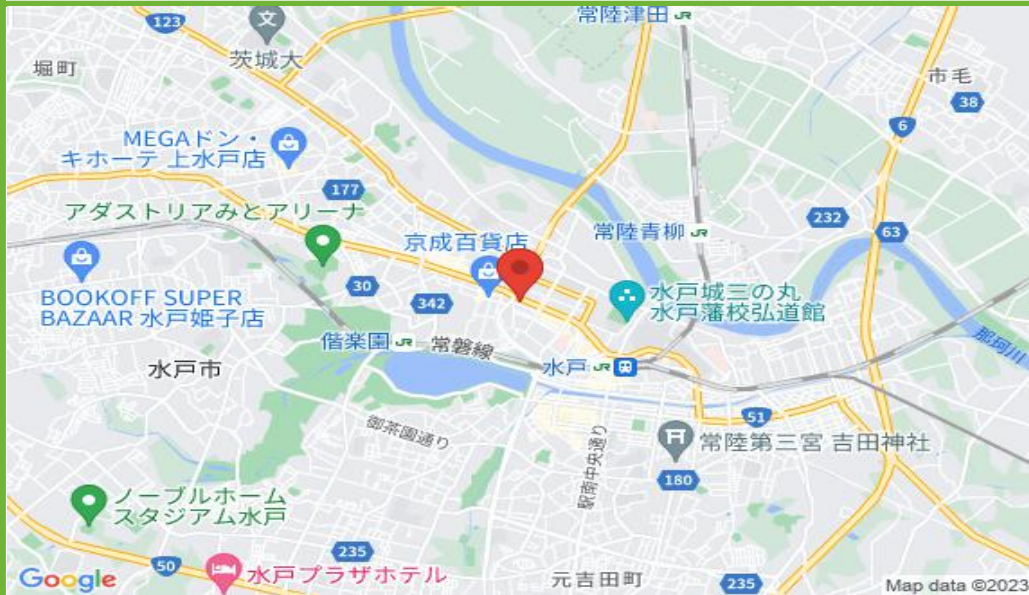 123
文
茨城大
堀町
常陸津田 JR
市毛
38
6
MEGAドン・
キホーテ 上水戸店
177
アダストリアみとアリーナ
京成百貨店
常陸青柳 JR
232
63
BOOKOFF SUPER
BAZAAR 水戸姫子店
30
342
水戸城三の丸
水戸藩校弘道館
偕楽園 JR
常磐線
那珂川
水戸市
水戸 JR
51
御茶園通り
駅南中央通り
常陸第三宮 吉田神社
180
ノーブルホーム
スタジアム水戸
50
235
水戸プラザホテル
元吉田町
235
Google
Map data ©2023